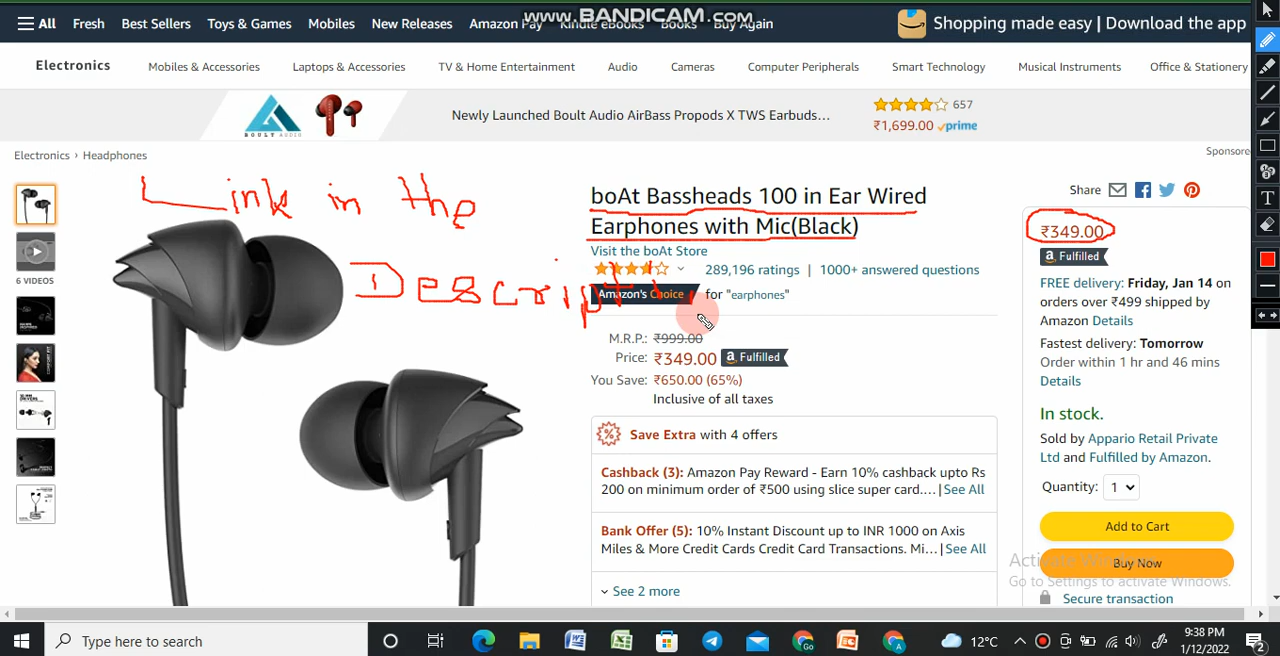 www.BANDICAM.com
All Fresh Best Sellers Toys & Games Mobiles New Releases Amazon Pay Kindle eBooks Books Buy Again
Shopping made easy | Download the app
Electronics Mobiles & Accessories Laptops & Accessories TV & Home Entertainment Audio Cameras Computer Peripherals Smart Technology Musical Instruments Office & Stationery
BOULT AUDIO
Newly Launched Boult Audio AirBass Propods X TWS Earbuds...
657
₹1,699.00 prime
Sponsore
Electronics › Headphones
Link in the
Descripti
6 VIDEOS
boAt Bassheads 100 in Ear Wired
Earphones with Mic(Black)
Visit the boAt Store
289,196 ratings | 1000+ answered questions
Amazon's Choice for "earphones"
M.R.P.: ₹999.00
Price: ₹349.00 a Fulfilled
You Save: ₹650.00 (65%)
Inclusive of all taxes
Save Extra with 4 offers
Cashback (3): Amazon Pay Reward - Earn 10% cashback upto Rs
200 on minimum order of ₹500 using slice super card.... | See All
Bank Offer (5): 10% Instant Discount up to INR 1000 on Axis
Miles & More Credit Cards Credit Card Transactions. Mi... | See All
See 2 more
Share
₹349.00
a Fulfilled
FREE delivery: Friday, Jan 14 on
orders over ₹499 shipped by
Amazon Details
Fastest delivery: Tomorrow
Order within 1 hr and 46 mins
Details
In stock.
Sold by Appario Retail Private
Ltd and Fulfilled by Amazon.
Quantity: 1
Add to Cart
Activate Windows
Buy Now
Go to Settings to activate Windows.
Secure transaction
Type here to search
12°C
9:38 PM
1/12/2022
2